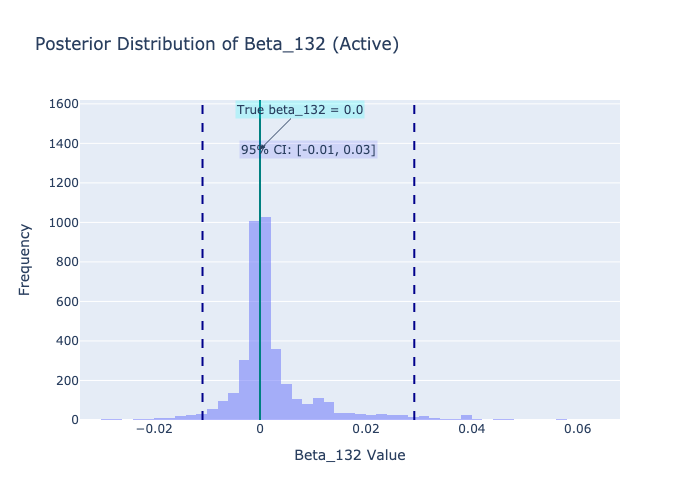 Posterior Distribution of Beta_132 (Active)
1600
True beta_132 = 0.0
1400
95% CI: [-0.01, 0.03]
1200
1000
800
600
400
200
0
Frequency
−0.02
0
0.02
0.04
0.06
Beta_132 Value